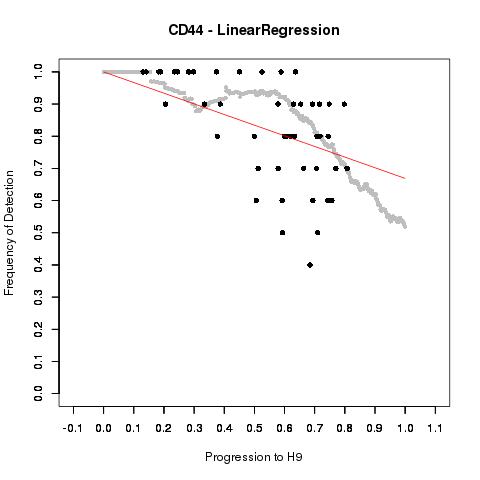 CD44 - LinearRegression
Frequency of Detection
1.0
0.9
0.8
0.7
0.6
0.5
0.4
0.3
0.2
0.1
0.0
-0.1 0.0 0.1 0.2 0.3 0.4 0.5 0.6 0.7 0.8 0.9 1.0 1.1
Progression to H9